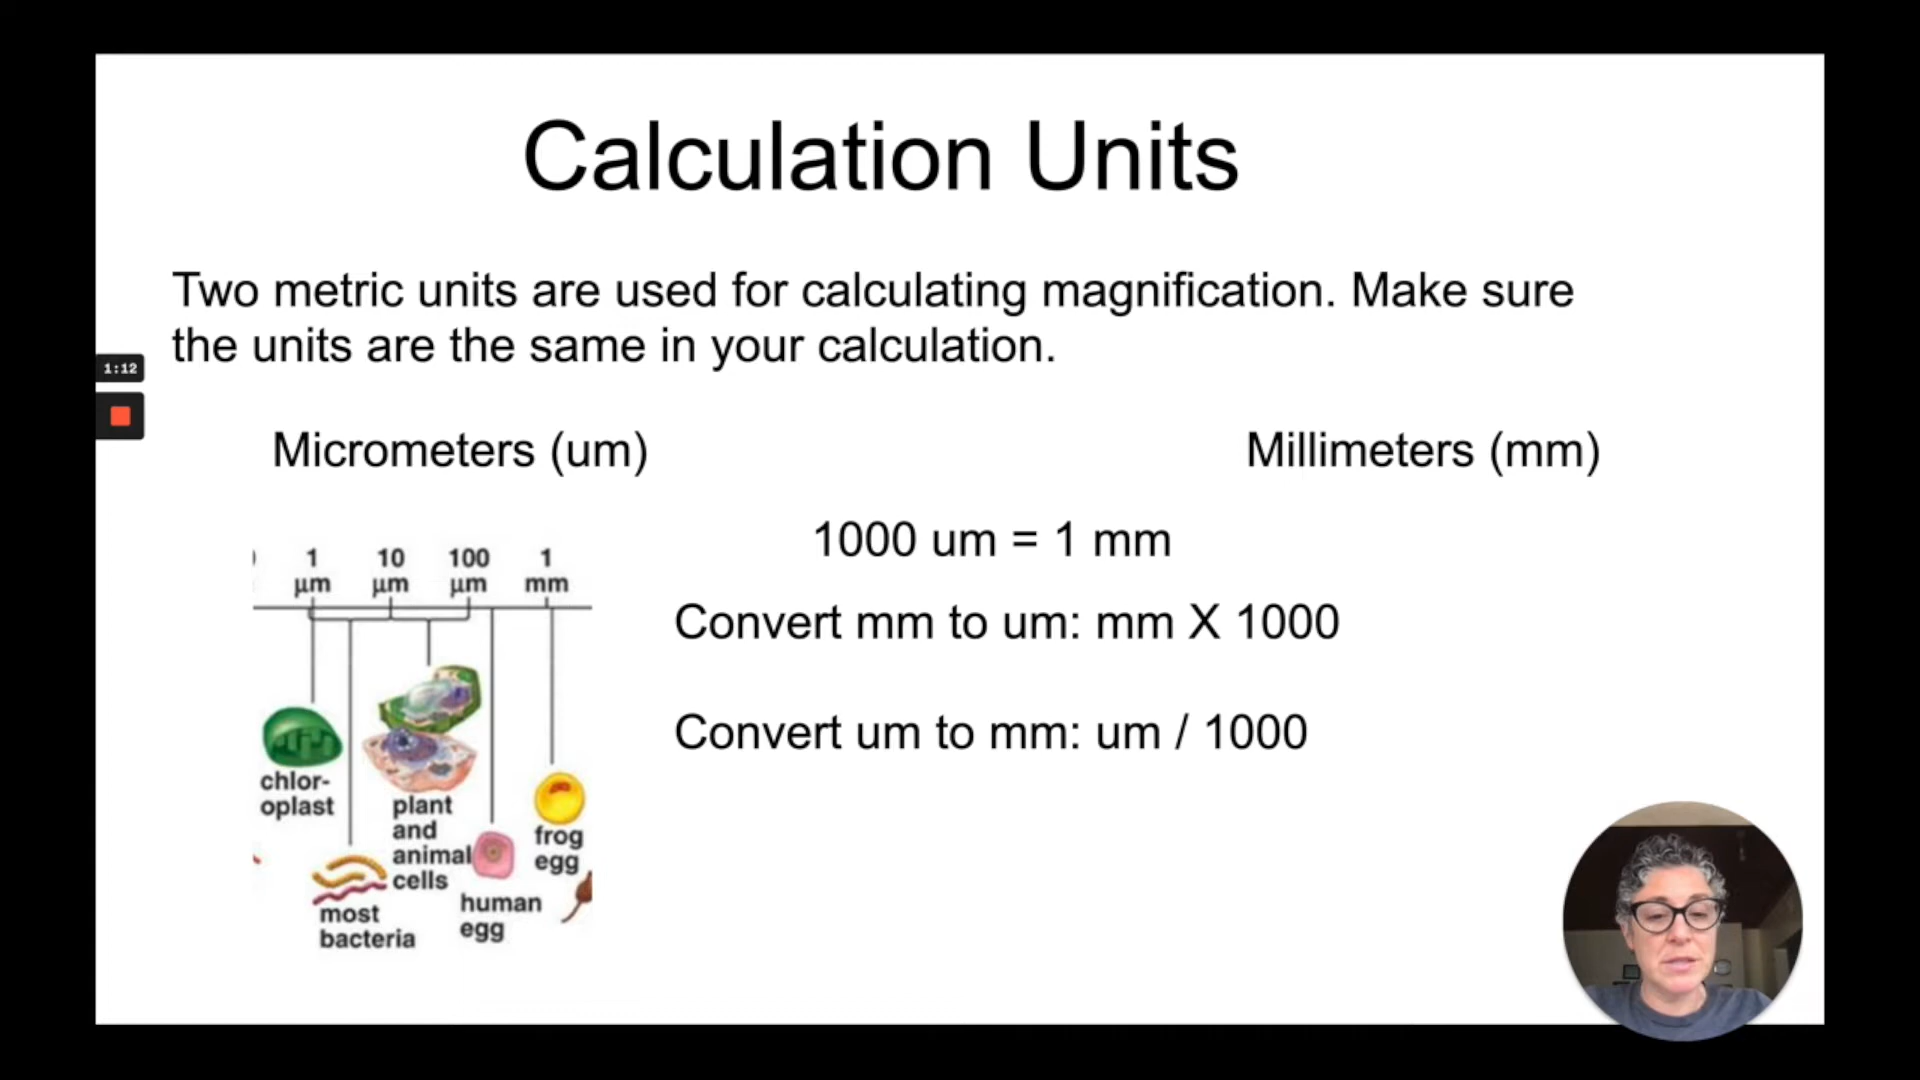 Calculation Units
Two metric units are used for calculating magnification. Make sure
the units are the same in your calculation.
1:12
Micrometers (um)
Millimeters (mm)
1000 um = 1 mm
Convert mm to um: mm X 1000
Convert um to mm: um / 1000
1 µm
10 µm
100 µm
1 mm
chlor-
oplast
most
bacteria
plant
and
animal
cells
human
egg
frog
egg